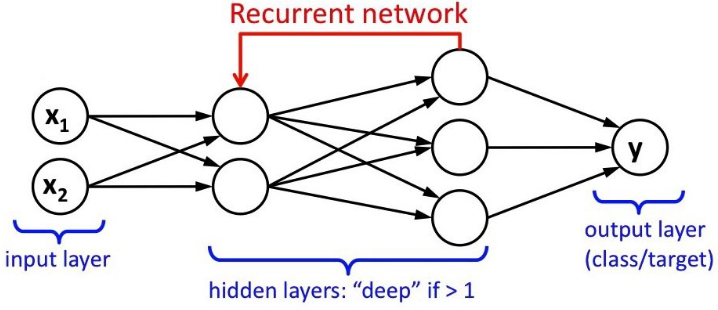 Recurrent network
x₁
x₂
y
input layer
hidden layers: “deep” if > 1
output layer
(class/target)